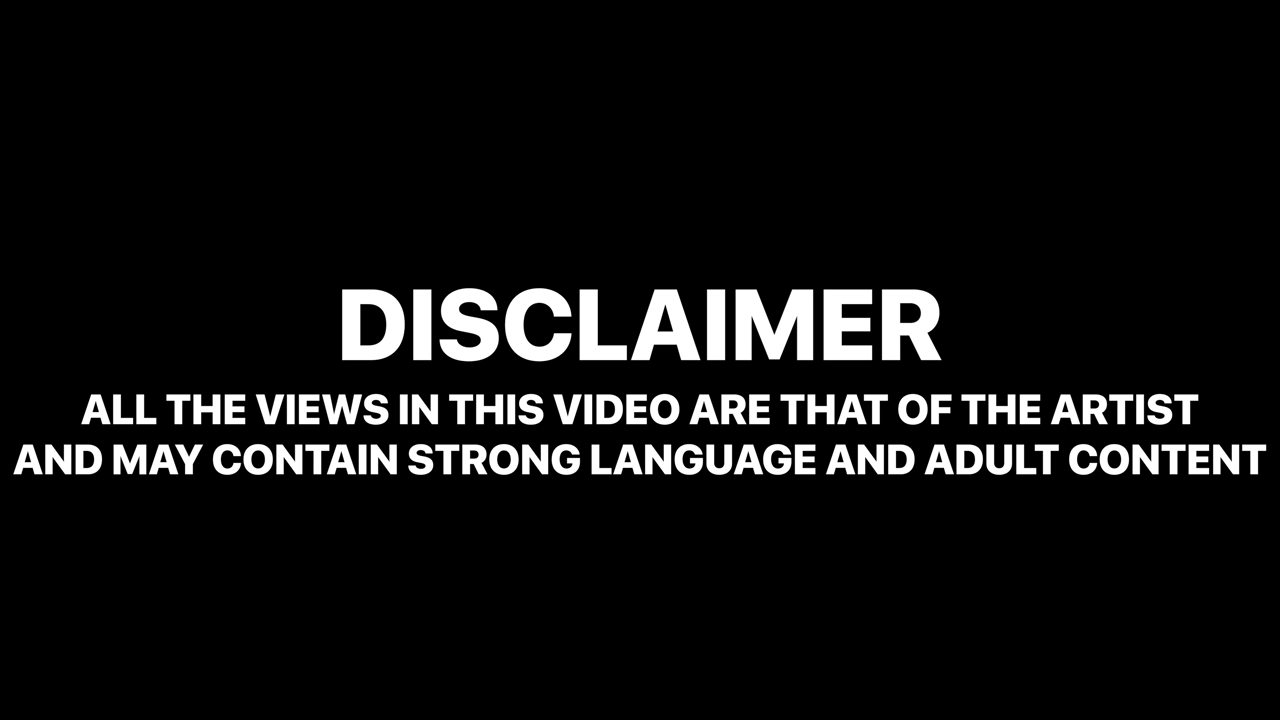 DISCLAIMER
ALL THE VIEWS IN THIS VIDEO ARE THAT OF THE ARTIST
AND MAY CONTAIN STRONG LANGUAGE AND ADULT CONTENT